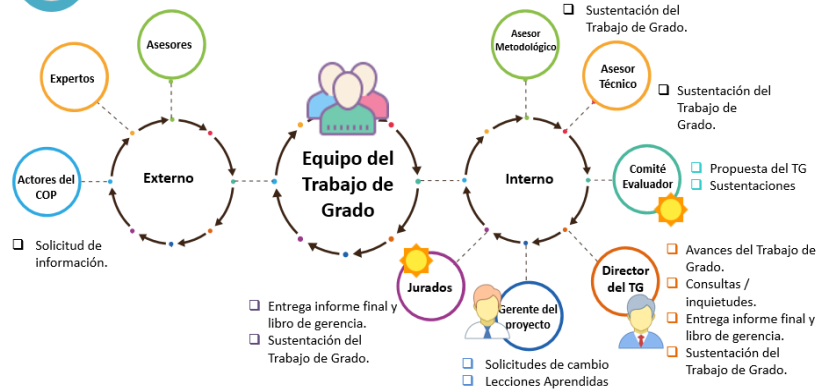 Asesores
Expertos
Actores del
COP
Externo
Solicitud de
información.
Equipo del
Trabajo de
Grado
Interno
Asesor
Metodológico
Sustentación del
Trabajo de Grado.
Asesor
Técnico
Sustentación del
Trabajo de
Grado.
Comité
Evaluador
Propuesta del TG
Sustentaciones
Director
del TG
Avances del Trabajo de
Grado.
Consultas /
inquietudes.
Entrega informe final y
libro de gerencia.
Sustentación del
Trabajo de Grado.
Gerente del
proyecto
Solicitudes de cambio
Lecciones Aprendidas
Jurados
Entrega informe final y
libro de gerencia.
Sustentación del
Trabajo de Grado.